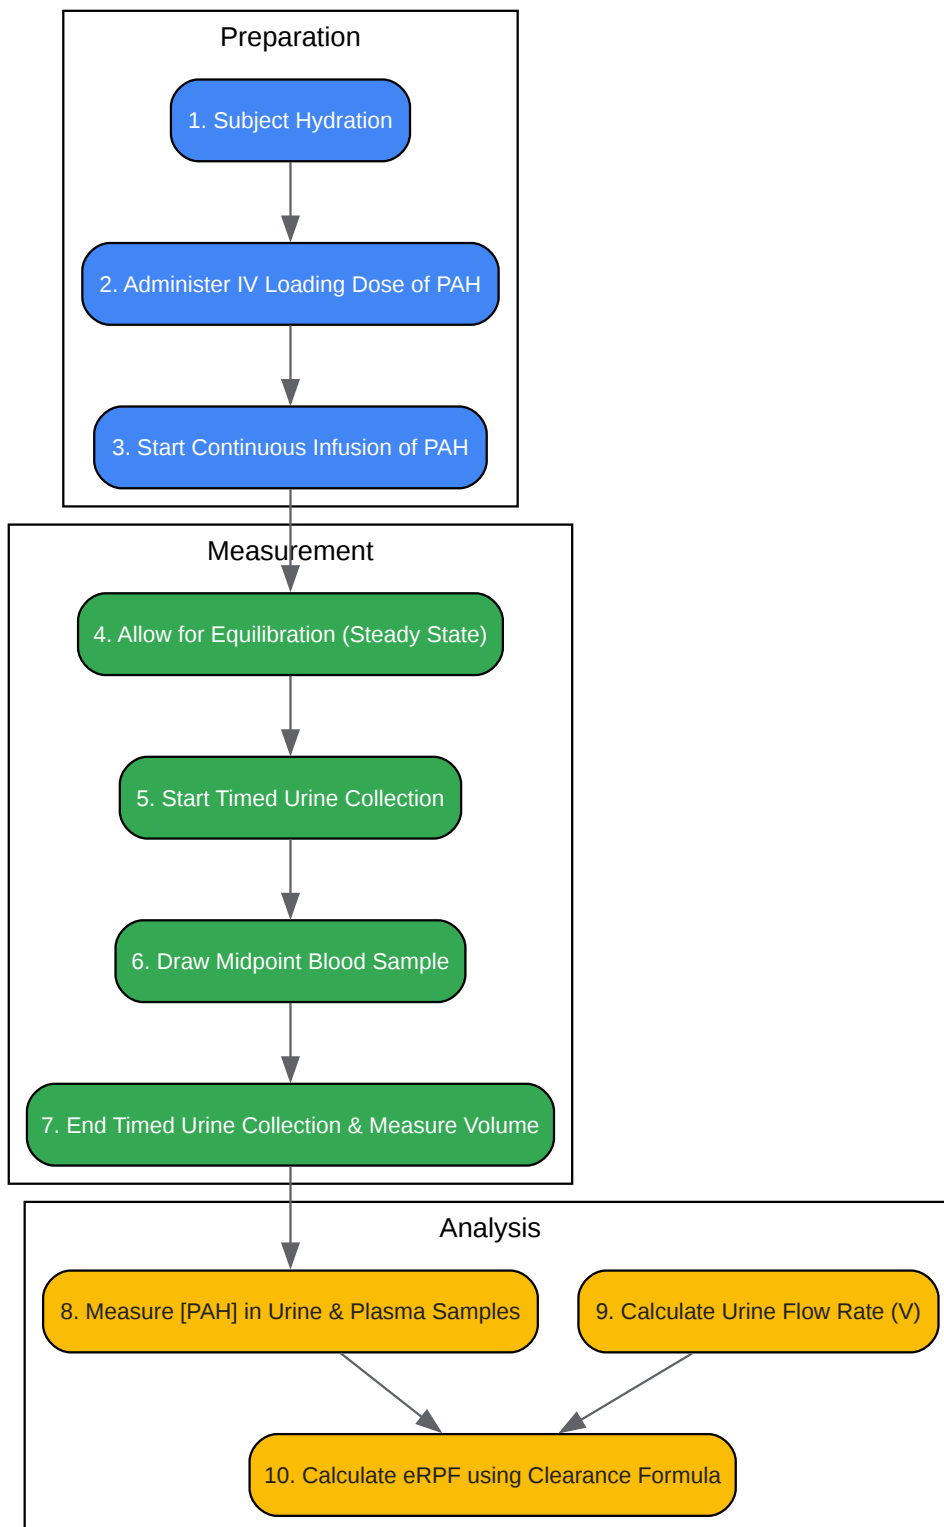 Preparation
1. Subject Hydration
2. Administer IV Loading Dose of PAH
3. Start Continuous Infusion of PAH
Measurement
4. Allow for Equilibration (Steady State)
5. Start Timed Urine Collection
6. Draw Midpoint Blood Sample
7. End Timed Urine Collection & Measure Volume
Analysis
8. Measure [PAH] in Urine & Plasma Samples
9. Calculate Urine Flow Rate (V)
10. Calculate eRPF using Clearance Formula